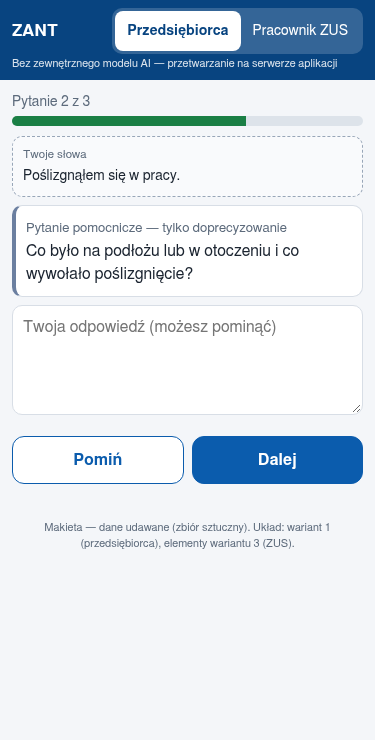 ZANT
Przedsiębiorca
Pracownik ZUS
Bez zewnętrznego modelu AI — przetwarzanie na serwerze aplikacji
Pytanie 2 z 3
Twoje słowa
Poślizgnąłem się w pracy.
Pytanie pomocnicze — tylko doprecyzowanie
Co było na podłożu lub w otoczeniu i co
wywołało poślizgnięcie?
Twoja odpowiedź (możesz pominąć)
Pomiń
Dalej
Makieta — dane udawane (zbiór sztuczny). Układ: wariant 1
(przedsiębiorca), elementy wariantu 3 (ZUS).